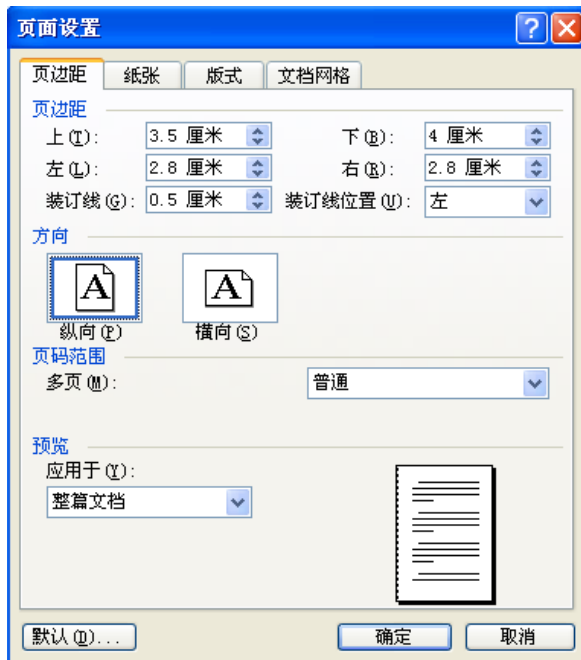 页面设置
页边距 纸张 版式 文档网格
页边距
上(T): 3.5 厘米 下(B): 4 厘米
左(L): 2.8 厘米 右(R): 2.8 厘米
装订线(G): 0.5 厘米 装订线位置(U): 左
方向
A A
纵向(P) 横向(S)
页码范围
多页(M): 普通
预览
应用于(Y):
整篇文档
默认(D)... 确定 取消